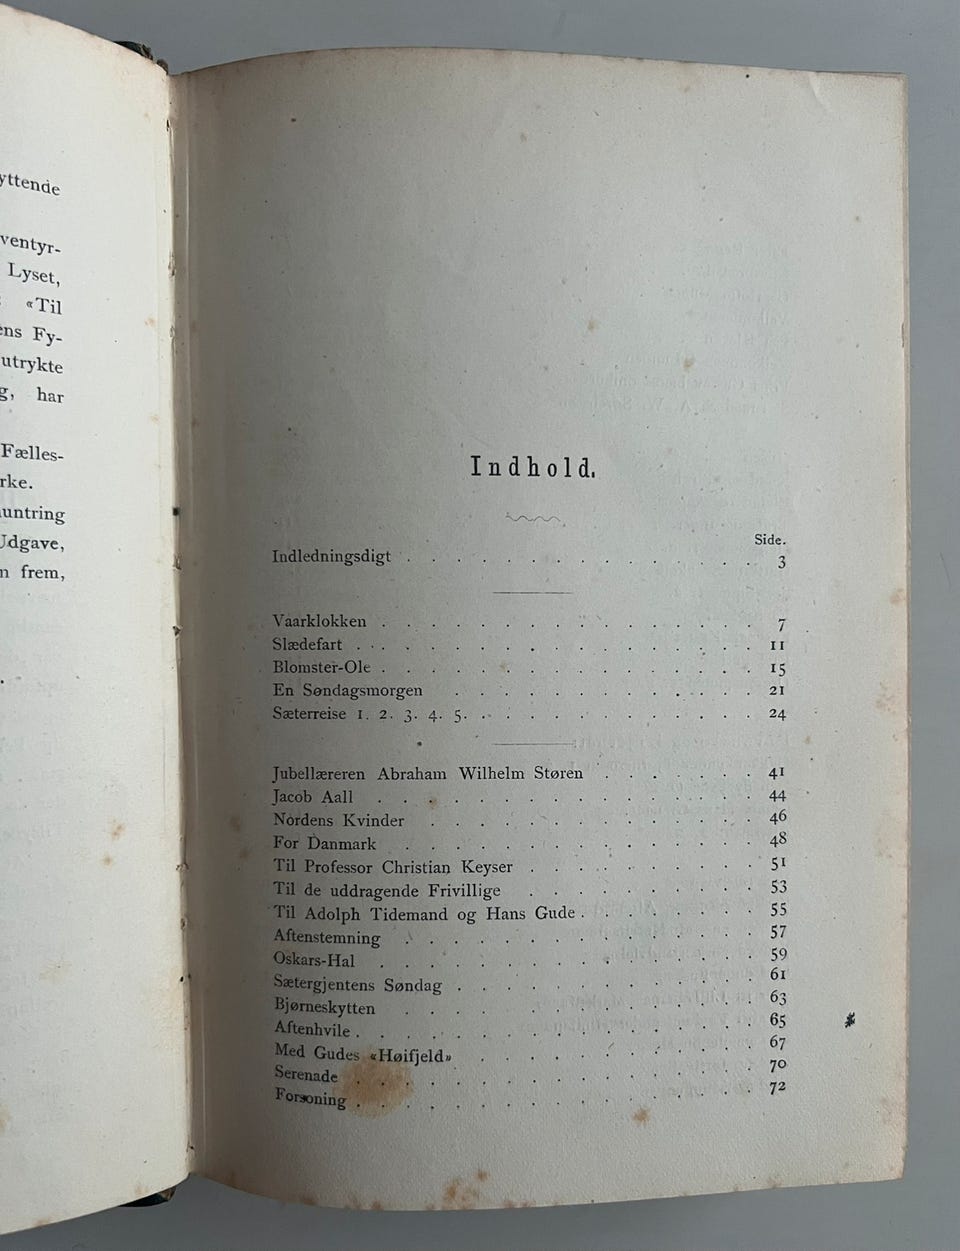 yttende
ventyr-
Lyset,
«Til
ens Fy-
utrykte
g, har
Fælles-
rke.
untring
Udgave,
n frem,
Indhold.
Side.
Indledningsdigt . . . . . . . . . . . . . . 3
Vaarklokken . . . . . . . . . . . . . . . 7
Slædefart . . . . . . . . . . . . . . . . 11
Blomster-Ole . . . . . . . . . . . . . . . 15
En Søndagsmorgen . . . . . . . . . . . . 21
Sæterreise 1. 2. 3. 4. 5. . . . . . . . . . . . 24
Jubellæreren Abraham Wilhelm Støren . . . . . . 41
Jacob Aall . . . . . . . . . . . . . . . 44
Nordens Kvinder . . . . . . . . . . . . . 46
For Danmark . . . . . . . . . . . . . . 48
Til Professor Christian Keyser . . . . . . . . . 51
Til de uddragende Frivillige . . . . . . . . . 53
Til Adolph Tidemand og Hans Gude . . . . . . . 55
Aftenstemning . . . . . . . . . . . . . . 57
Oskars-Hal . . . . . . . . . . . . . . . 59
Sætergjentens Søndag . . . . . . . . . . . . 61
Bjørneskytten . . . . . . . . . . . . . . 63
Aftenhvile . . . . . . . . . . . . . . . . 65
Med Gudes «Høifjeld» . . . . . . . . . . . 67
Serenade . . . . . . . . . . . . . . . . 70
Forsoning . . . . . . . . . . . . . . . . 72